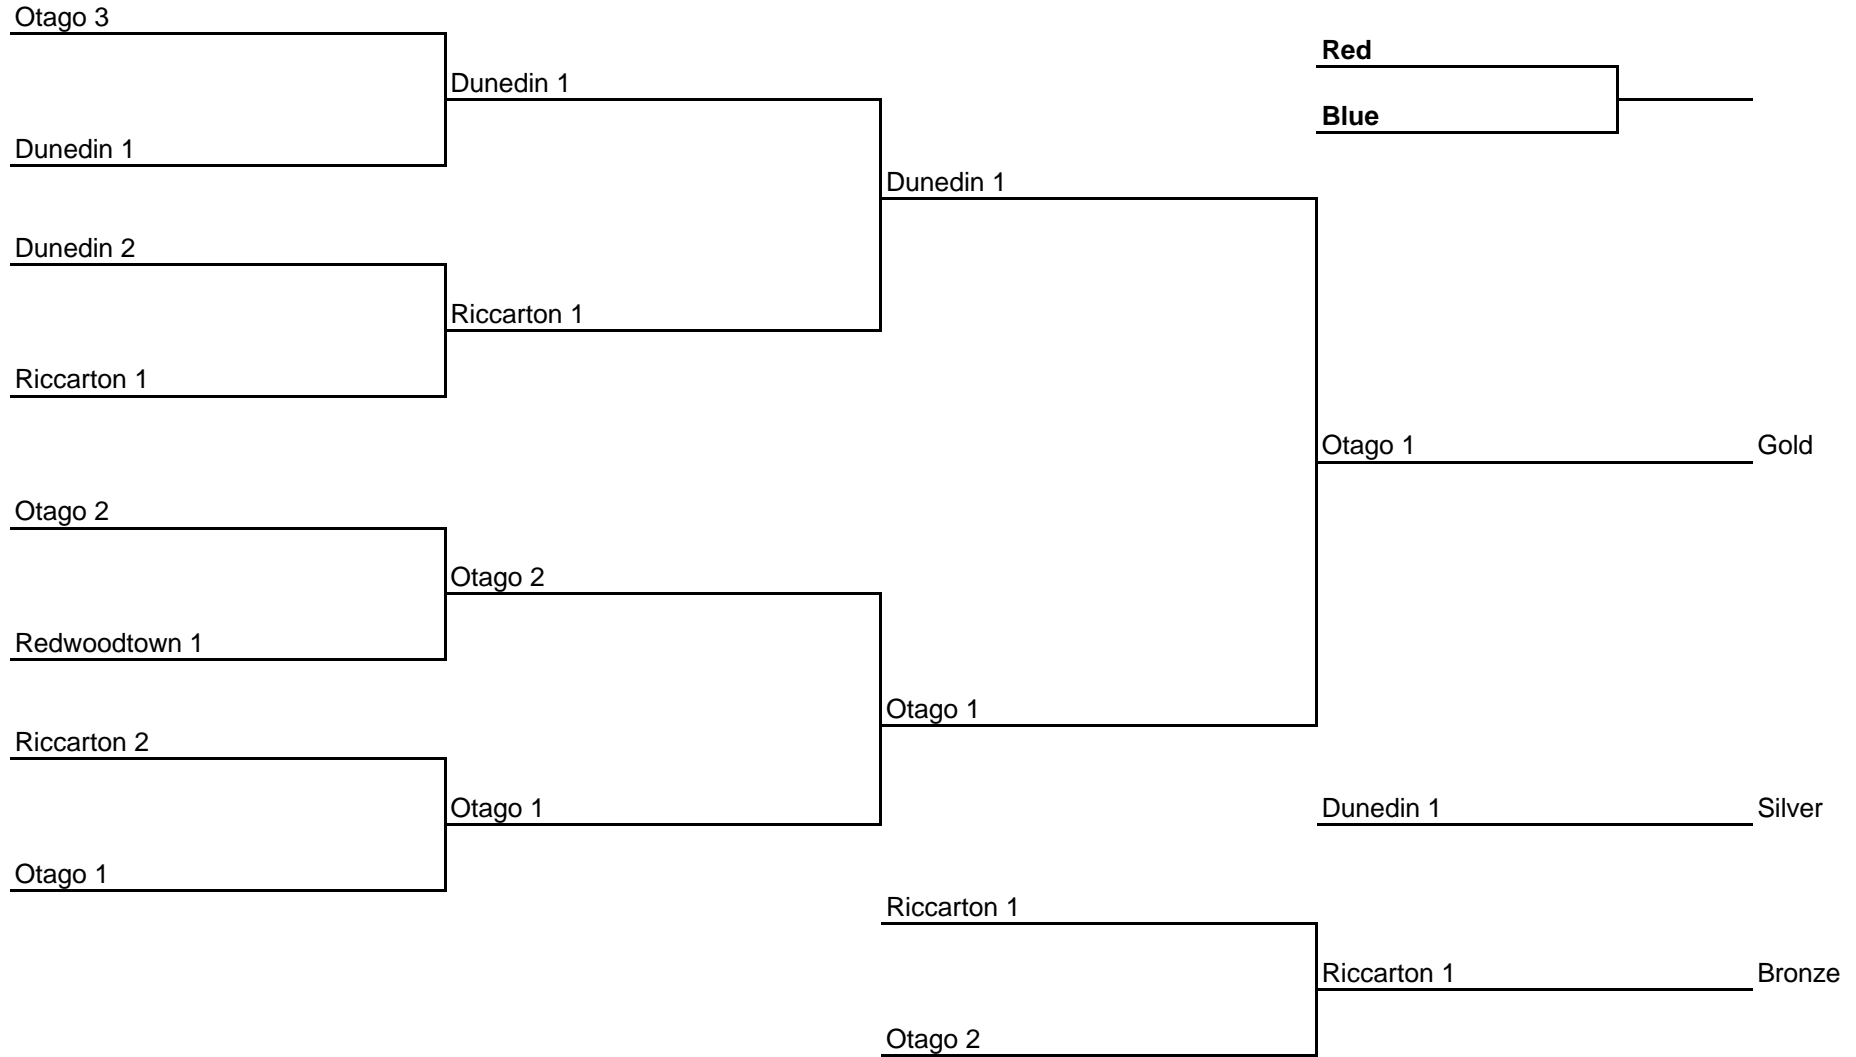 Otago 3
Red
Dunedin 1
Blue
Dunedin 1
Dunedin 1
Dunedin 2
Riccarton 1
Riccarton 1
Otago 1
Gold
Otago 2
Otago 2
Redwoodtown 1
Otago 1
Riccarton 2
Otago 1
Dunedin 1
Silver
Otago 1
Riccarton 1
Riccarton 1
Bronze
Otago 2